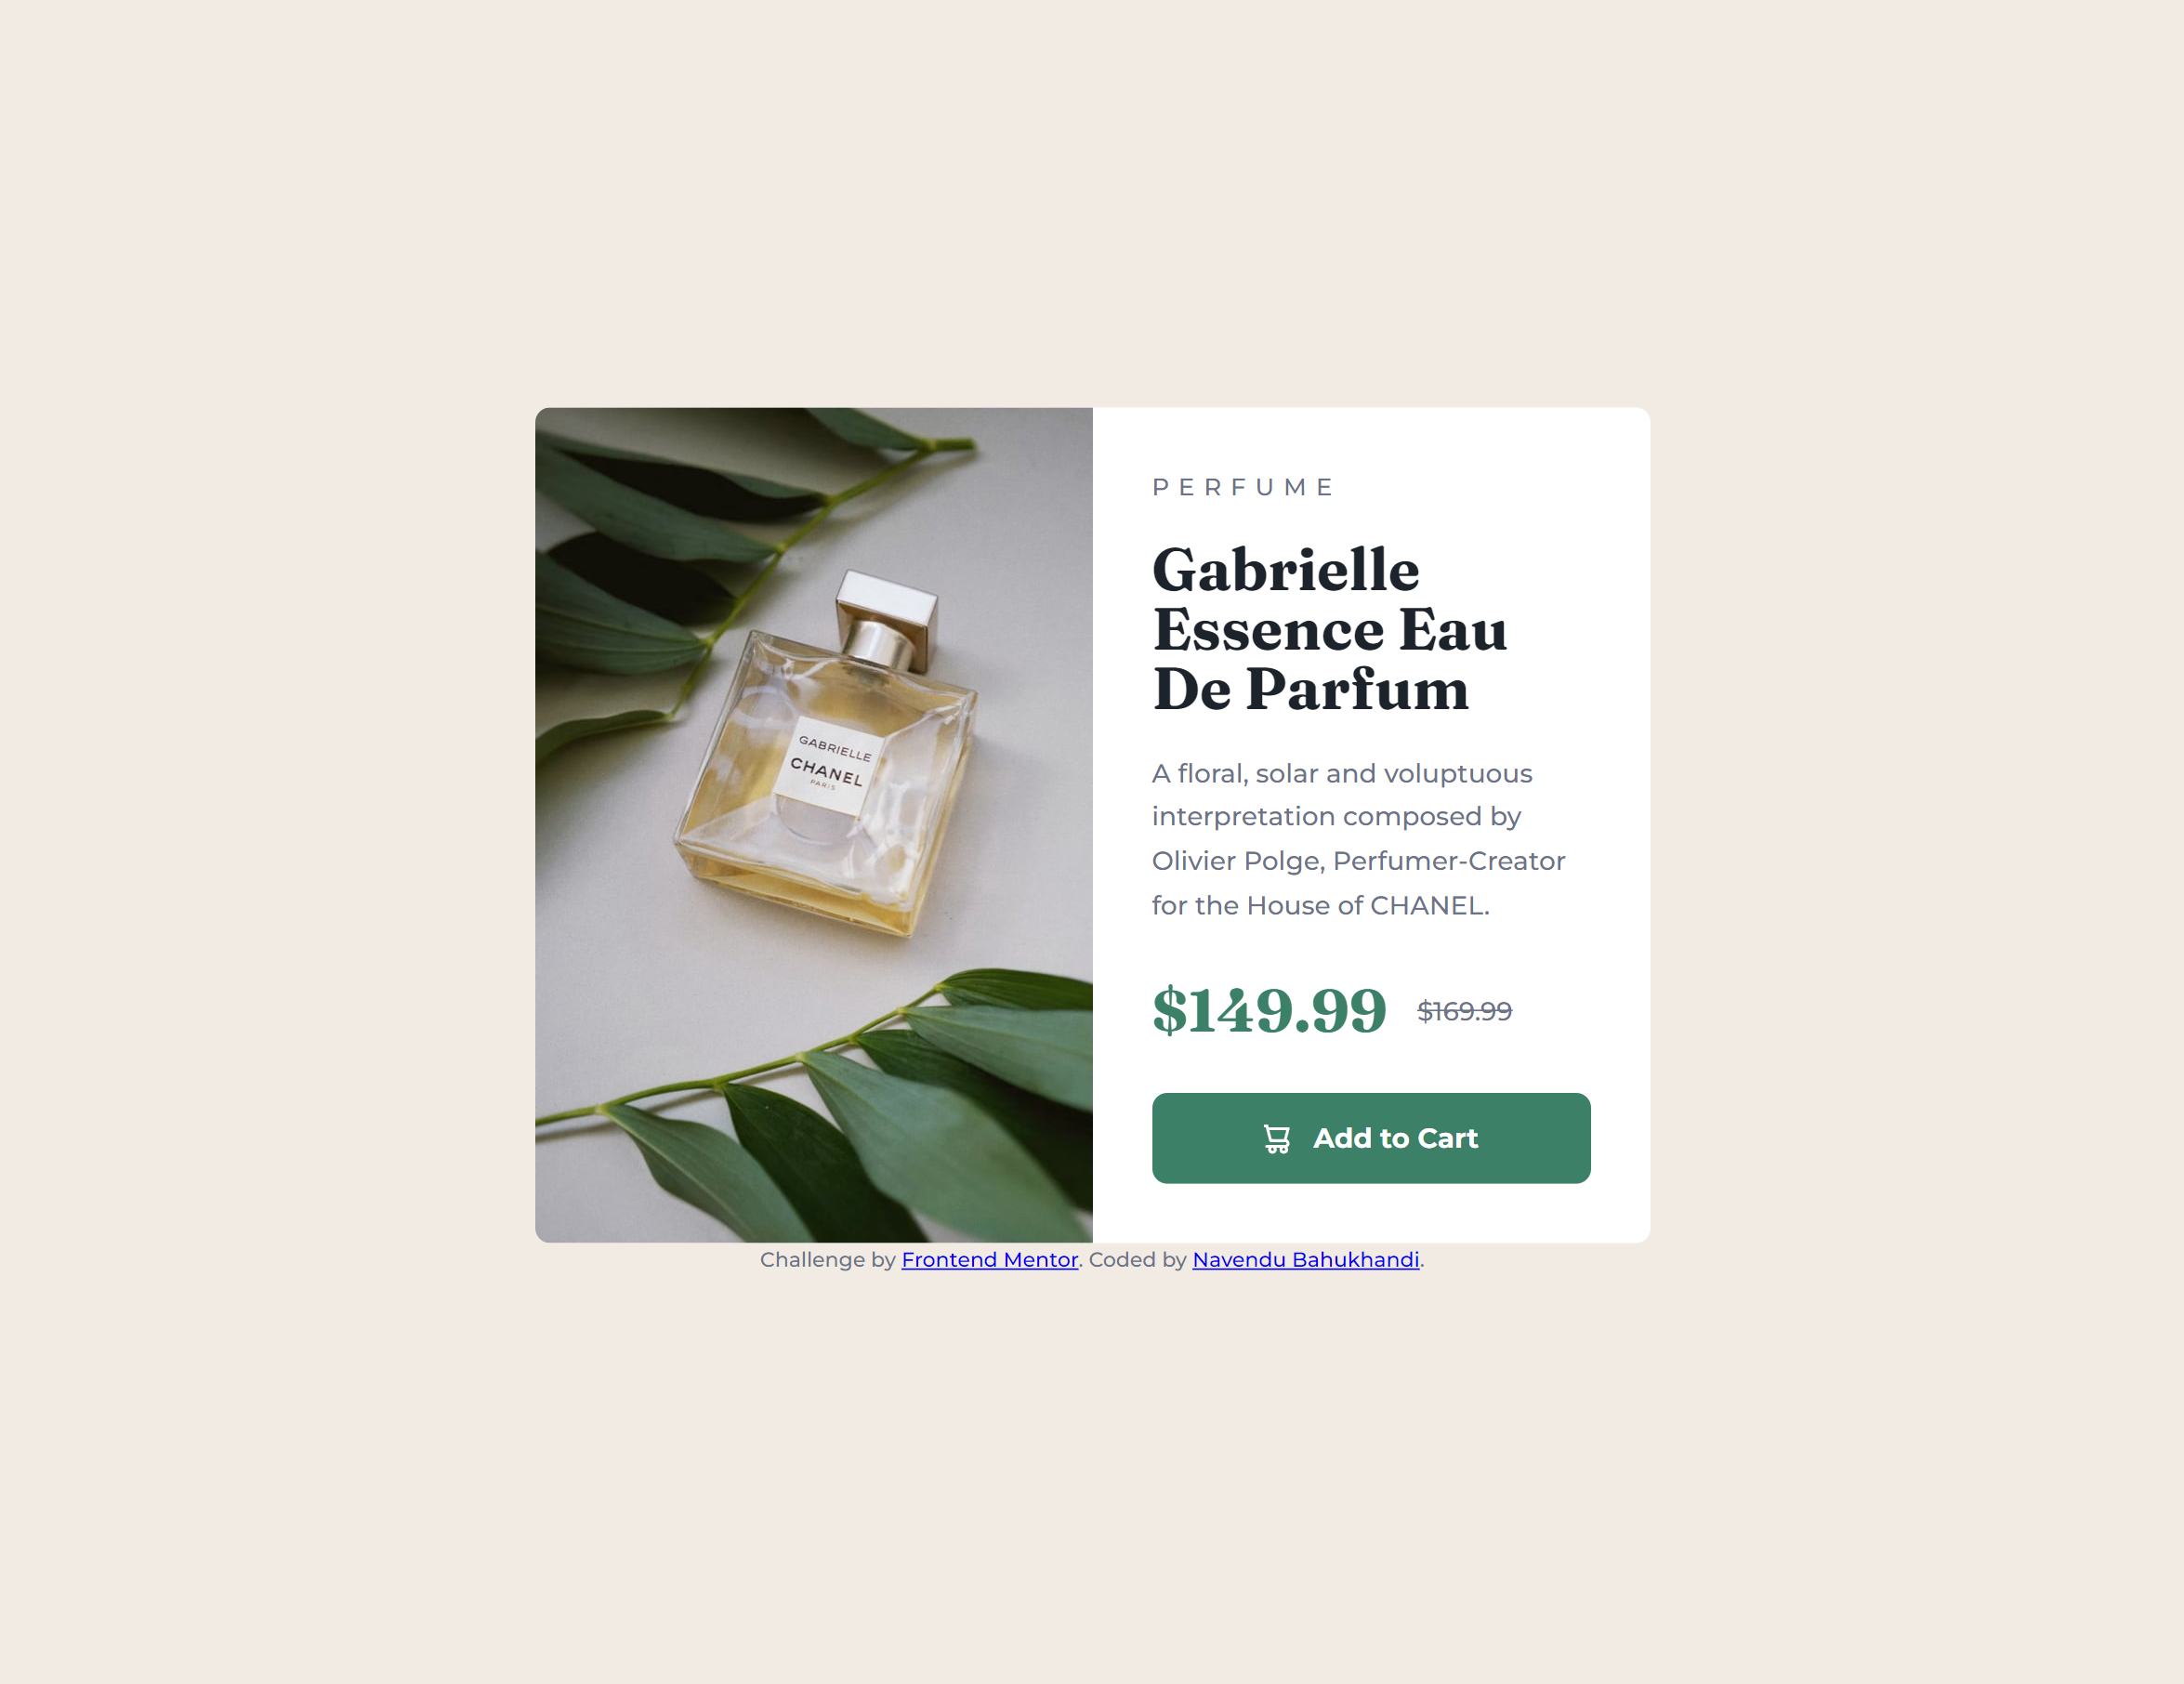 GABRIELLE
CHANEL
PARIS
PERFUME
Gabrielle
Essence Eau
De Parfum
A floral, solar and voluptuous
interpretation composed by
Olivier Polge, Perfumer-Creator
for the House of CHANEL.
$149.99 $169.99
Add to Cart
Challenge by Frontend Mentor. Coded by Navendu Bahukhandi.